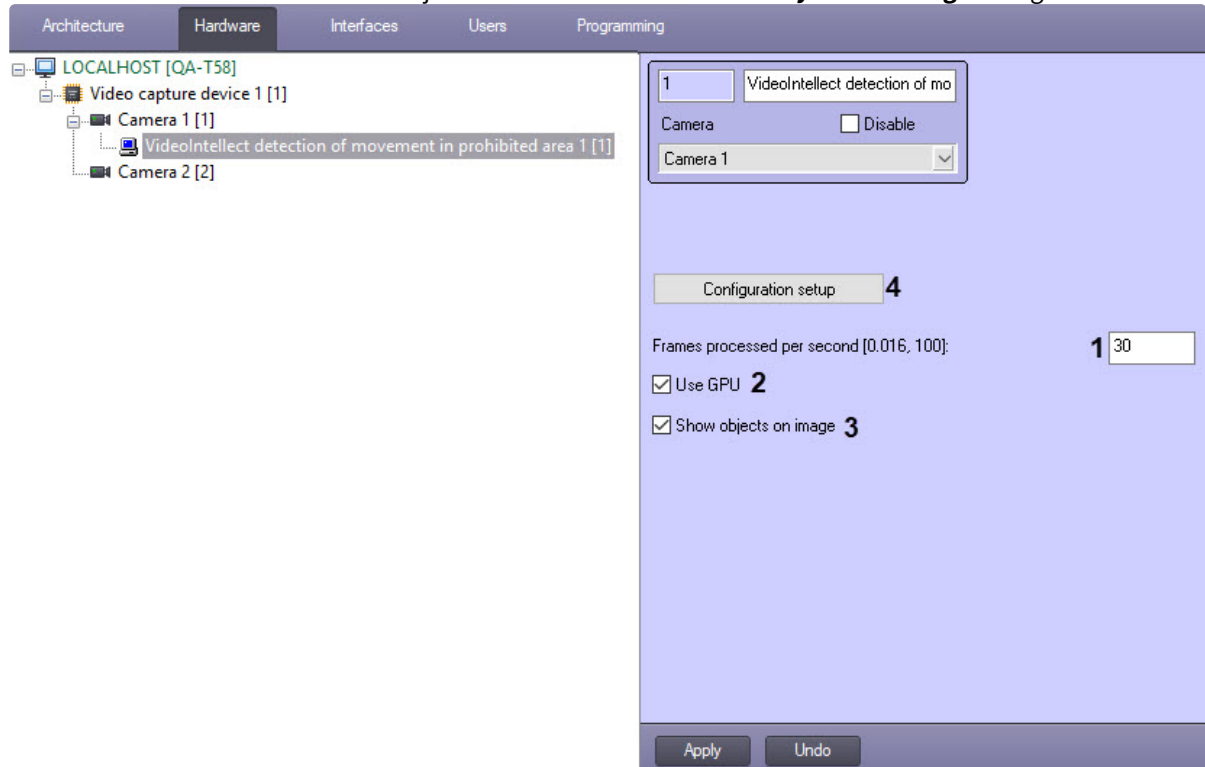 Architecture Hardware Interfaces Users Programming
LOCALHOST [QA-T58]
Video capture device 1 [1]
Camera 1 [1]
VideoIntellect detection of movement in prohibited area 1 [1]
Camera 2 [2]
1 VideoIntellect detection of mo
Camera Disable
Camera 1
Configuration setup 4
Frames processed per second [0.016, 100]: 1 30
Use GPU 2
Show objects on image 3
Apply Undo